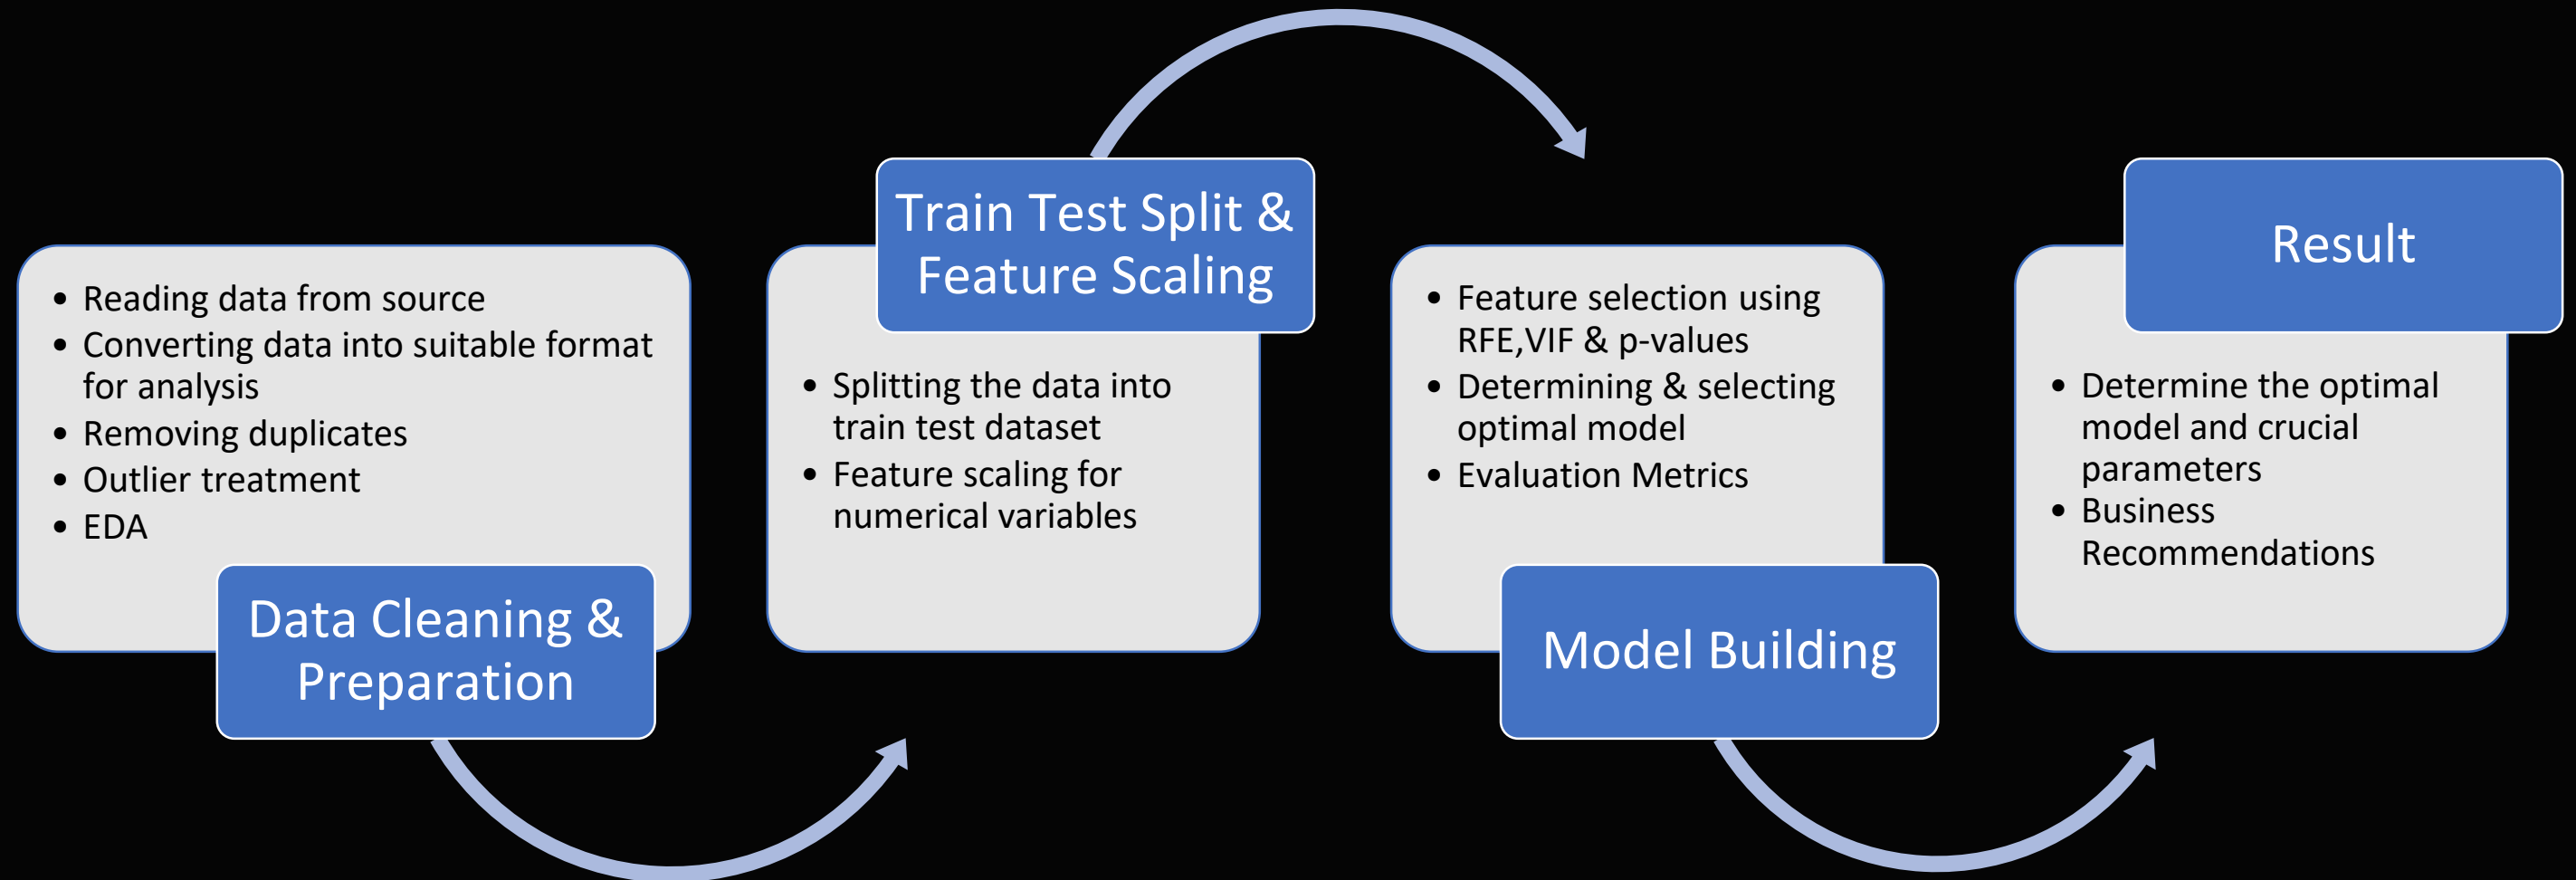 • Reading data from source
• Converting data into suitable format
for analysis
• Removing duplicates
• Outlier treatment
• EDA
Data Cleaning &
Preparation
Train Test Split &
Feature Scaling
• Splitting the data into
train test dataset
• Feature scaling for
numerical variables
• Feature selection using
RFE,VIF & p-values
• Determining & selecting
optimal model
• Evaluation Metrics
Model Building
Result
• Determine the optimal
model and crucial
parameters
• Business
Recommendations